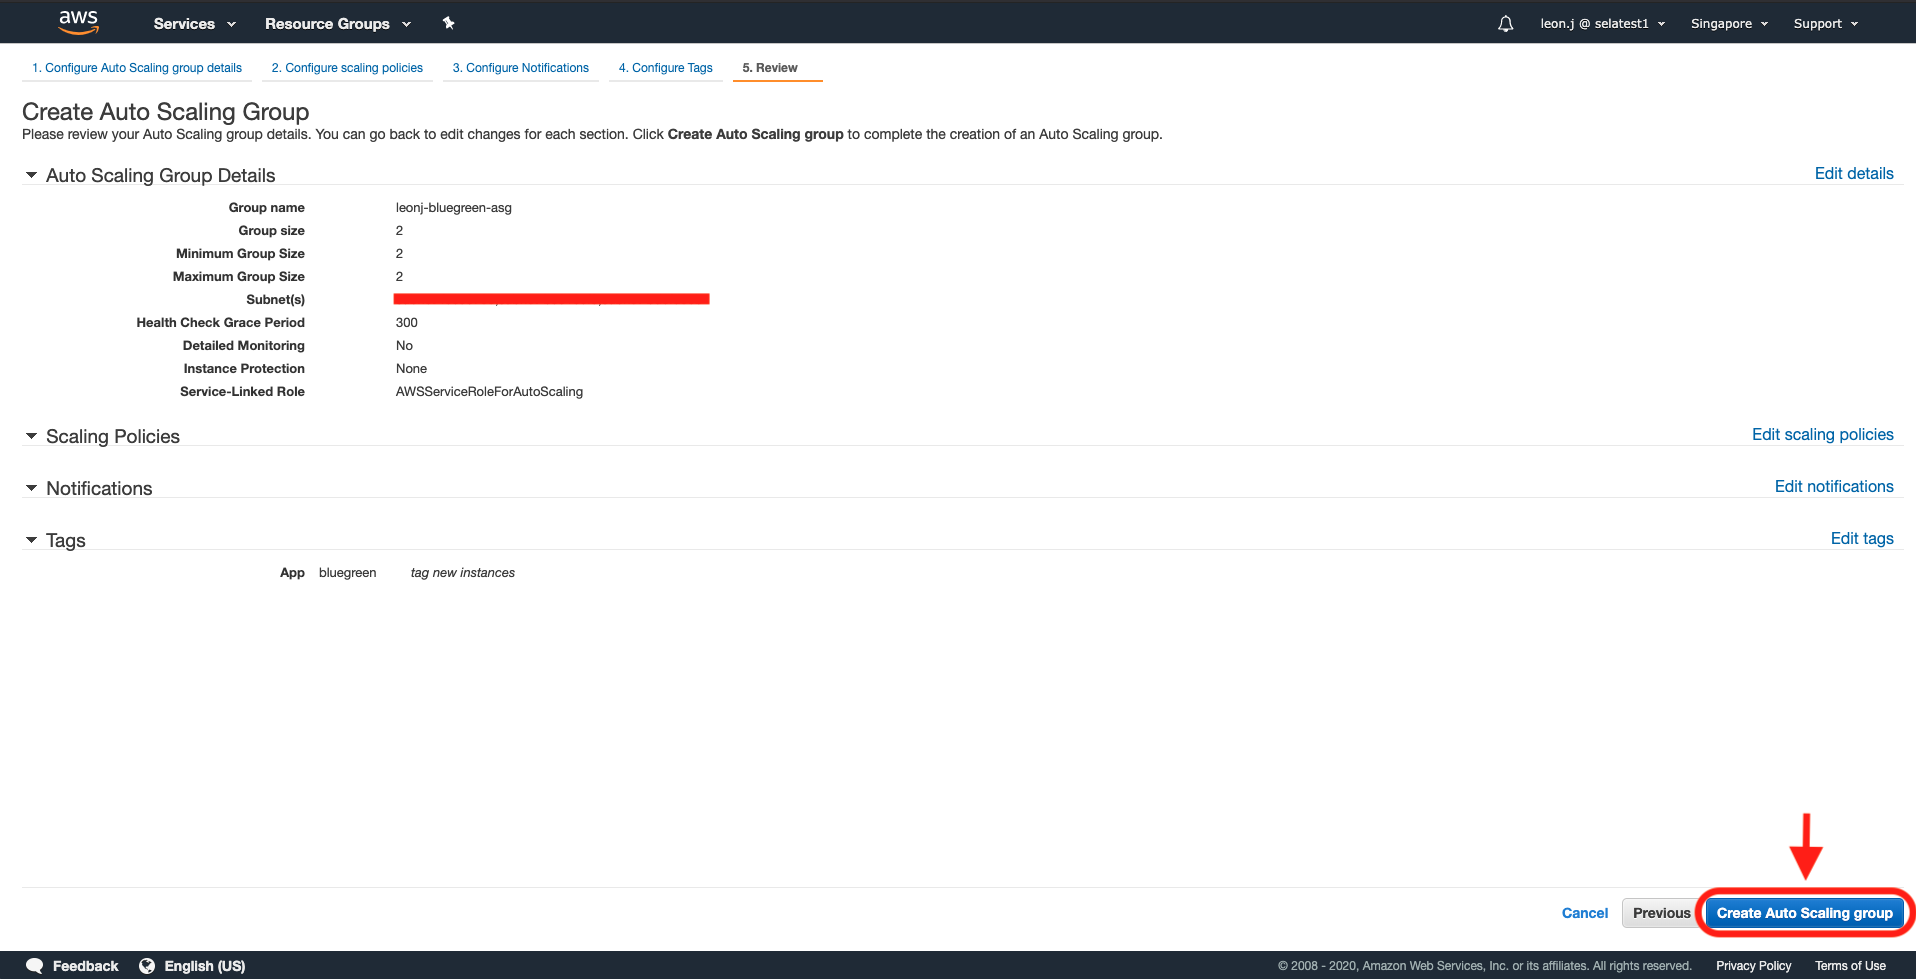 aws Services Resource Groups leon.j @ selatest1 Singapore Support
1. Configure Auto Scaling group details 2. Configure scaling policies 3. Configure Notifications 4. Configure Tags 5. Review
Create Auto Scaling Group
Please review your Auto Scaling group details. You can go back to edit changes for each section. Click Create Auto Scaling group to complete the creation of an Auto Scaling group.
Auto Scaling Group Details Edit details
Group name leonj-bluegreen-asg
Group size 2
Minimum Group Size 2
Maximum Group Size 2
Subnet(s)
Health Check Grace Period 300
Detailed Monitoring No
Instance Protection None
Service-Linked Role AWSServiceRoleForAutoScaling
Scaling Policies Edit scaling policies
Notifications Edit notifications
Tags Edit tags
App bluegreen tag new instances
Cancel Previous Create Auto Scaling group
Feedback English (US) © 2008 - 2020, Amazon Web Services, Inc. or its affiliates. All rights reserved. Privacy Policy Terms of Use